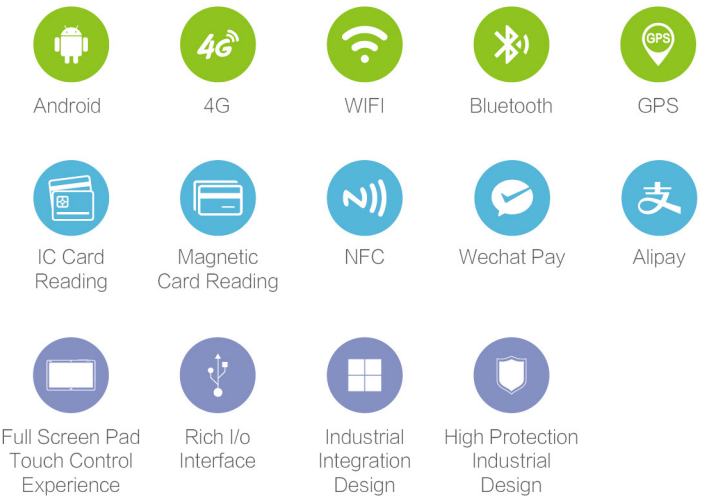 4G
GPS
Android
4G
WIFI
Bluetooth
GPS
支
IC Card
Reading
Magnetic
Card Reading
NFC
Wechat Pay
Alipay
Full Screen Pad
Touch Control
Experience
Rich I/o
Interface
Industrial
Integration
Design
High Protection
Industrial
Design